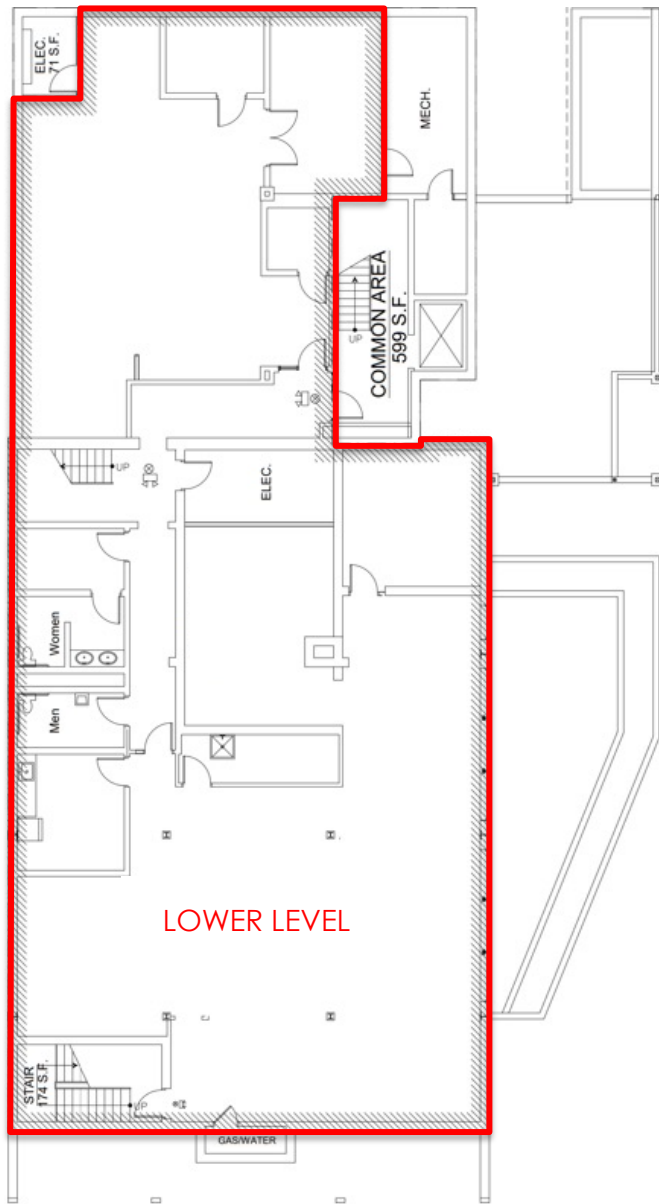 ELEC.
71 S.F.
MECH.
COMMON AREA
599 S.F.
UP
UP
ELEC.
Women
Men
LOWER LEVEL
STAIR
174 S.F.
UP
GAS/WATER